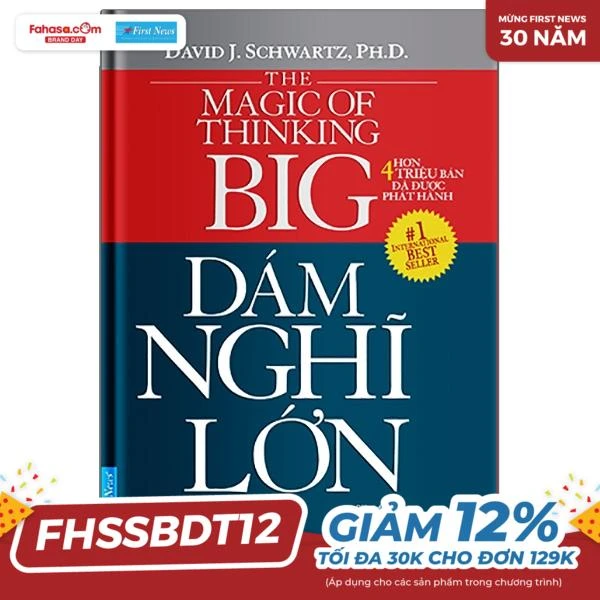 Fahasa.com
BRAND DAY
First News
MỪNG FIRST NEWS
30 NĂM
DAVID J. SCHWARTZ, PH.D.
THE
MAGIC OF
THINKING
BIG
HƠN
4 TRIỆU BẢN
ĐÃ ĐƯỢC
PHÁT HÀNH
#1
INTERNATIONAL
BEST
SELLER
DÁM
NGHĨ
LỚN
News
FHSSBDT12
GIẢM 12%
TỐI ĐA 30K CHO ĐƠN 129K
(Áp dụng cho các sản phẩm trong chương trình)